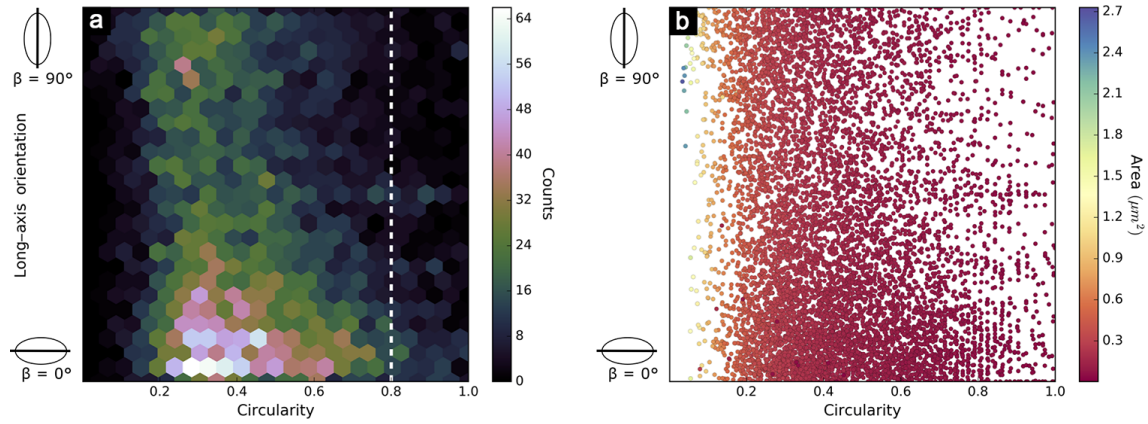 a
β = 90°
Long–axis orientation
β = 0°
0.2 0.4 0.6 0.8 1.0
Circularity
64
56
48
40
32
24
16
8
0
Counts
b
β = 90°
β = 0°
0.2 0.4 0.6 0.8 1.0
Circularity
2.7
2.4
2.1
1.8
1.5
1.2
0.9
0.6
0.3
Area (μm²)